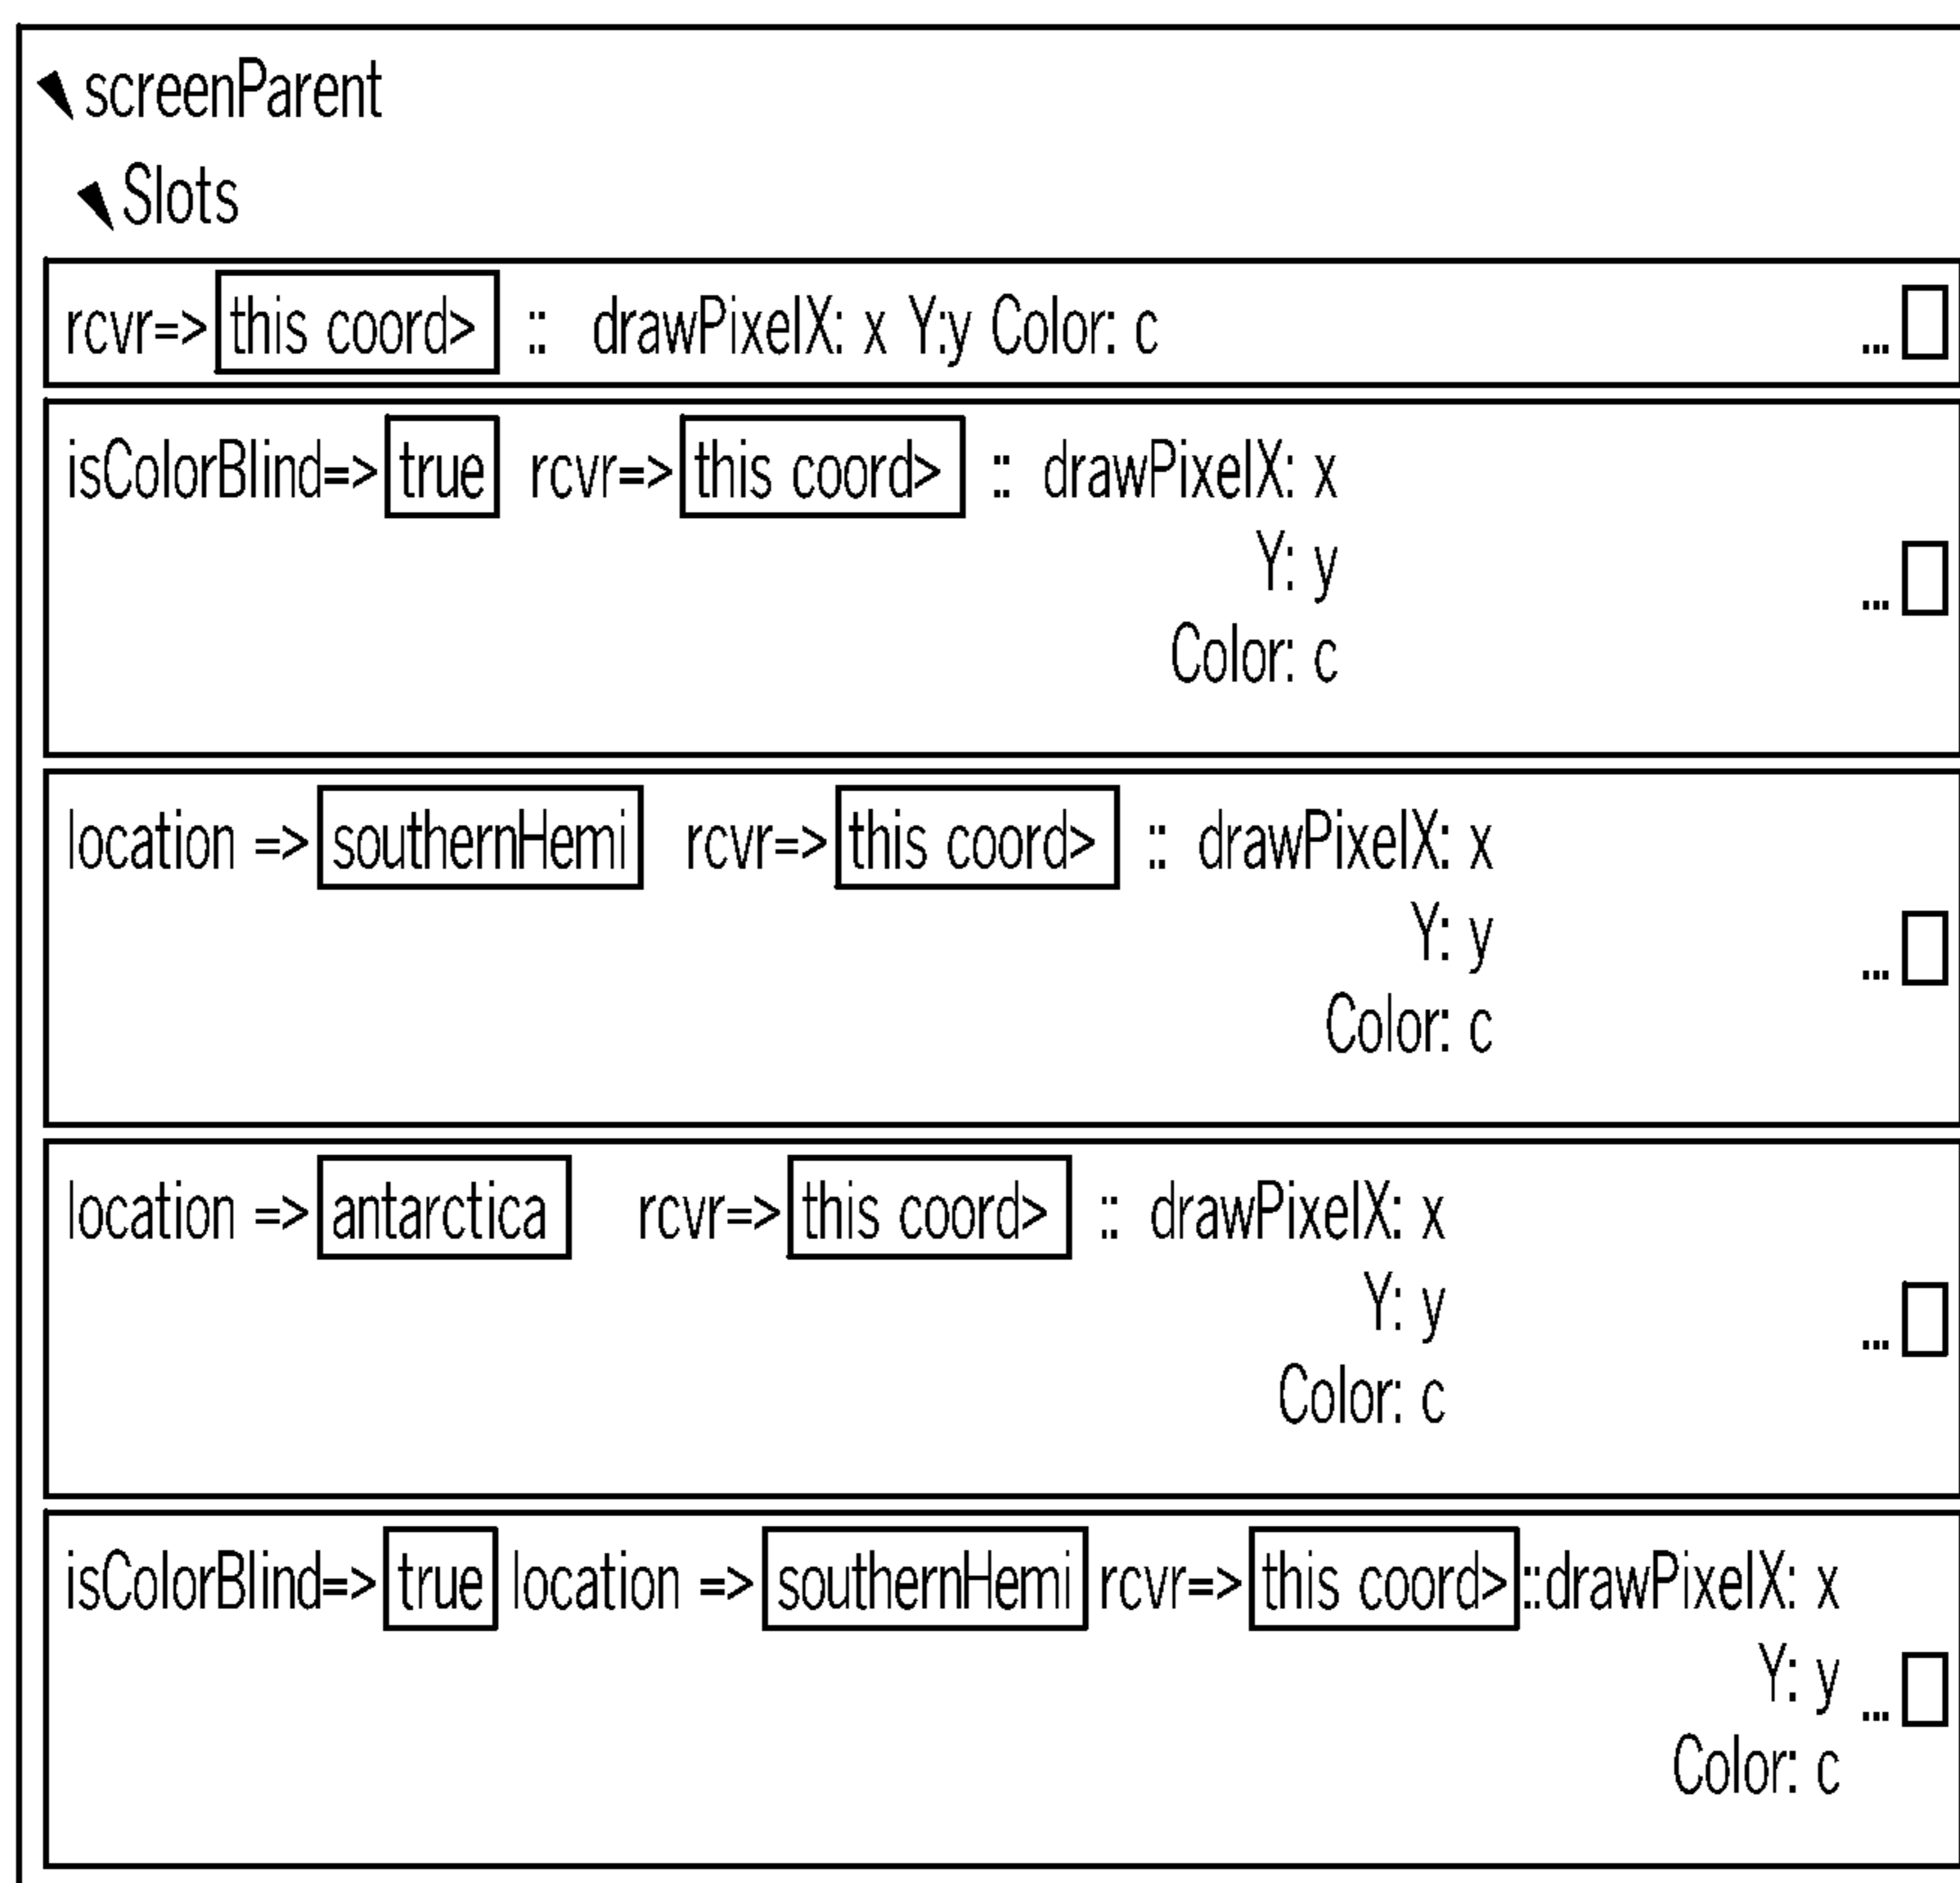 screenParent
Slots
rcvr=> this coord> :: drawPixelX: x Y:y Color: c ...
isColorBlind=> true rcvr=> this coord> :: drawPixelX: x
Y: y
...
Color: c
location => southernHemi rcvr=> this coord> :: drawPixelX: x
Y: y
...
Color: c
location => antarctica rcvr=> this coord> :: drawPixelX: x
Y: y
...
Color: c
isColorBlind=> true location => southernHemi rcvr=> this coord> ::drawPixelX: x
Y: y ...
Color: c